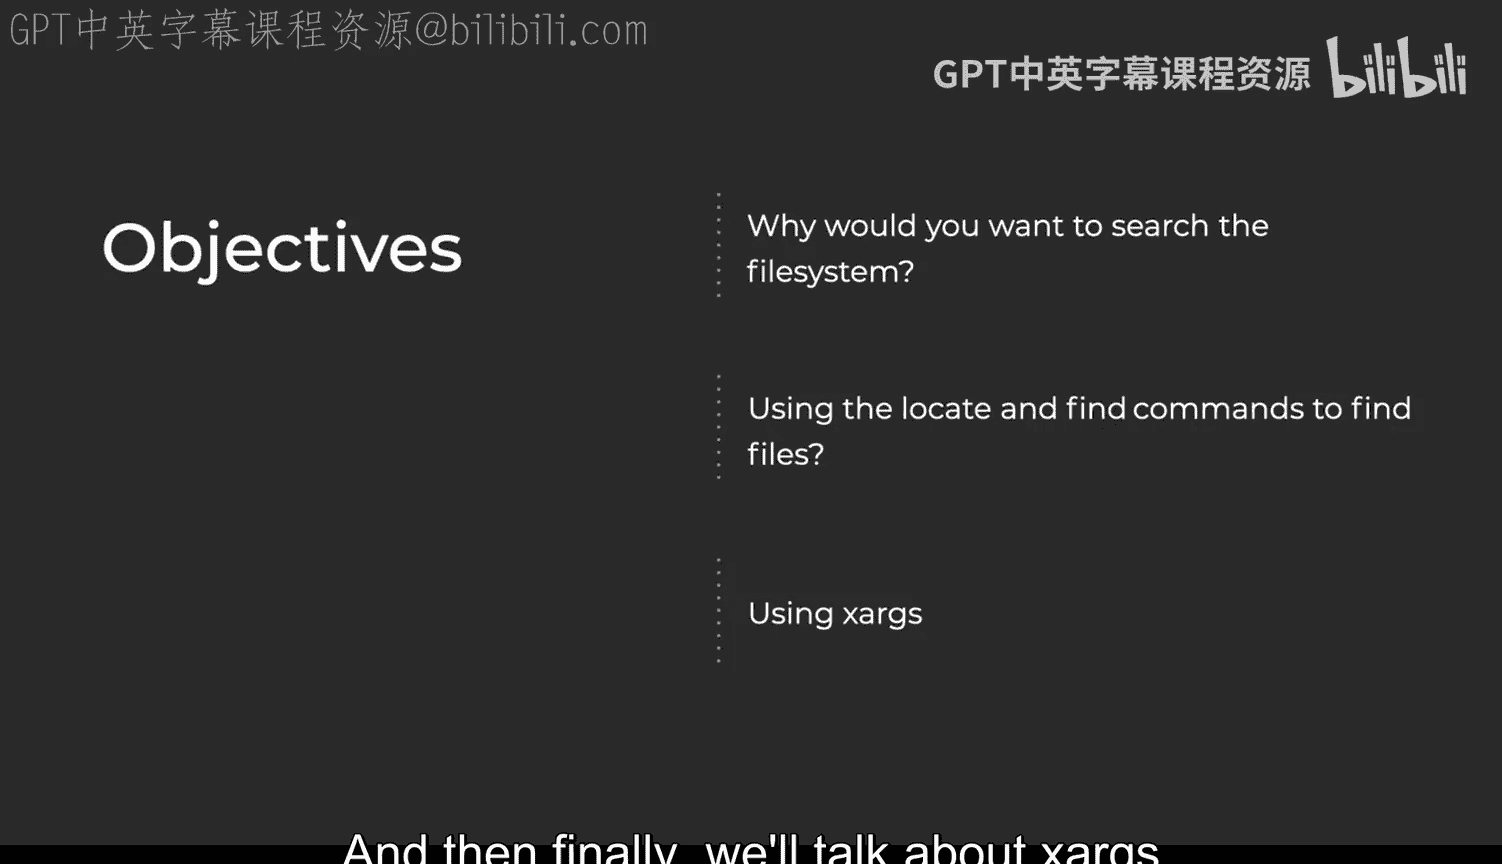 GPT中英字幕课程资源@bilibili.com
GPT中英字幕课程资源 bilibili
Objectives
Why would you want to search the
filesystem?
Using the locate and find commands to find
files?
Using xargs
And then finally, we'll talk about xargs